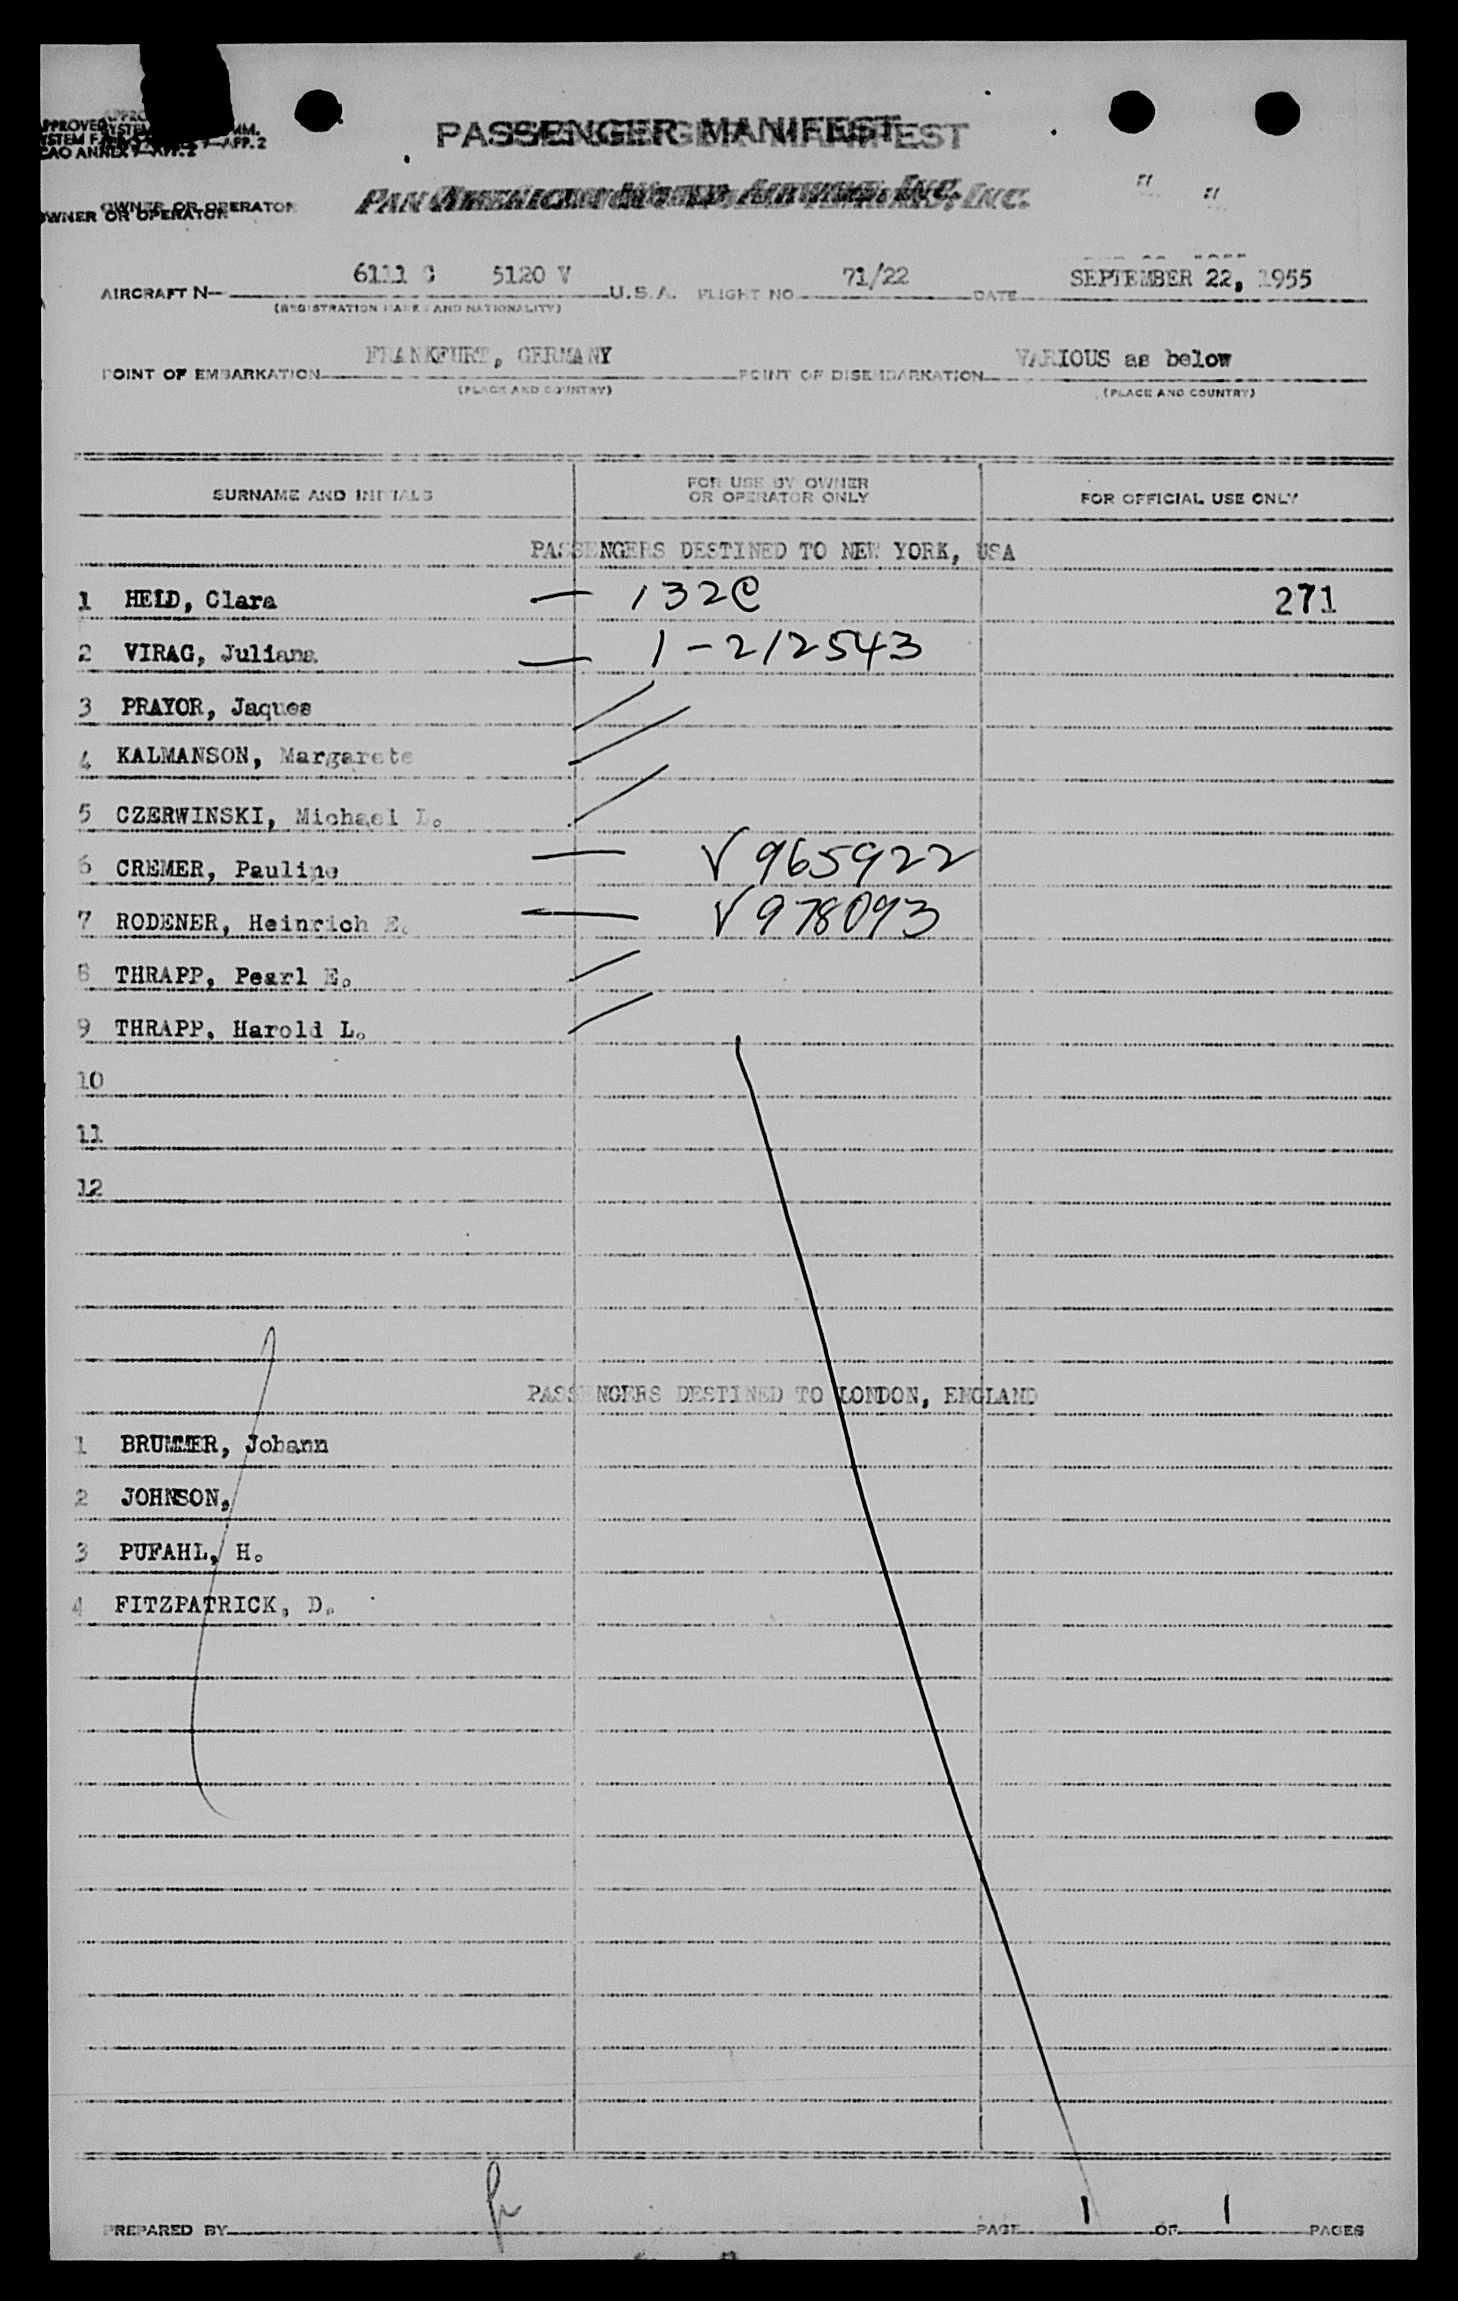 PASSENGER MANIFEST
PAN AMERICAN WORLD AIRWAYS, INC.
OWNER OR OPERATOR
AIRCRAFT N— 6111 C 5120 V U.S.A. FLIGHT NO 71/22 DATE SEPTEMBER 22, 1955
(REGISTRATION MARKS AND NATIONALITY)
POINT OF EMBARKATION FRANKFURT, GERMANY POINT OF DISEMBARKATION VARIOUS as below
(PLACE AND COUNTRY) (PLACE AND COUNTRY)
SURNAME AND INITIALS FOR USE BY OWNER OR OPERATOR ONLY FOR OFFICIAL USE ONLY
PASSENGERS DESTINED TO NEW YORK, USA
1 HELD, Clara — 132C 271
2 VIRAG, Juliana — 1-212543
3 PRAYOR, Jaques
4 KALMANSON, Margarete
5 CZERWINSKI, Michael L.
6 CREMER, Pauline — V965922
7 RODENER, Heinrich E. — V978093
8 THRAPP, Pearl E.
9 THRAPP, Harold L.
10
11
12
PASSENGERS DESTINED TO LONDON, ENGLAND
1 BRUMMER, Johann
2 JOHNSON,
3 PUFAHL, H.
4 FITZPATRICK, D.
PREPARED BY PAGE 1 OF 1 PAGES